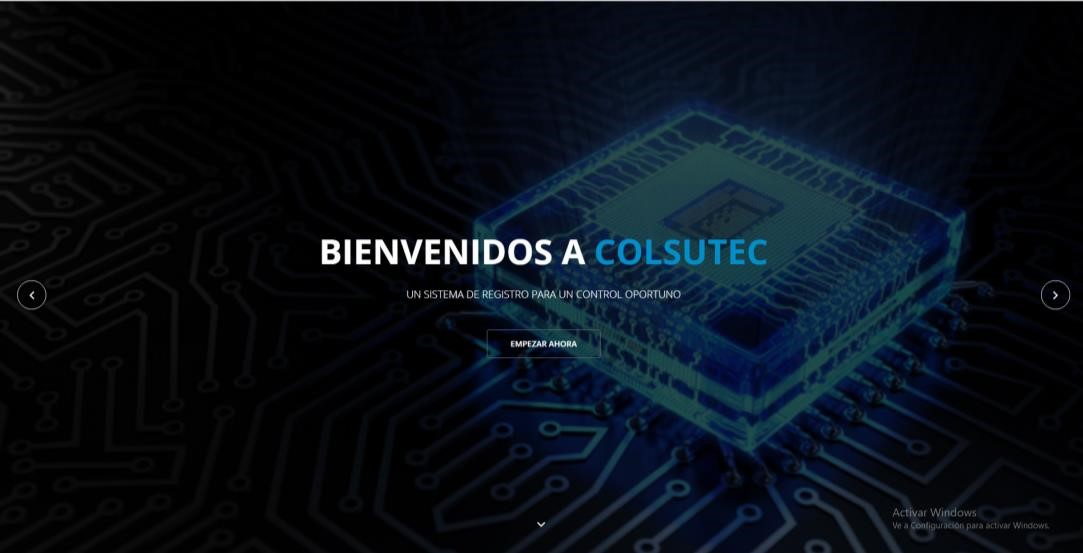 BIENVENIDOS A COLSUTEC
UN SISTEMA DE REGISTRO PARA UN CONTROL OPORTUNO
EMPEZAR AHORA
Activar Windows
Ve a Configuración para activar Windows.